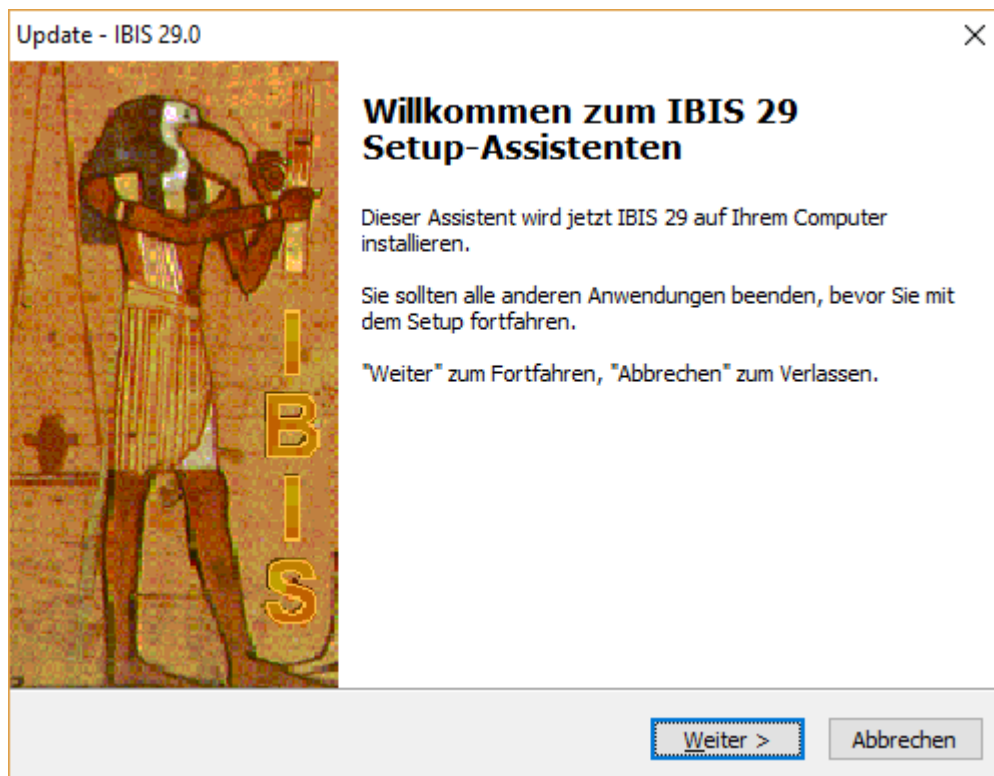 Update - IBIS 29.0
Willkommen zum IBIS 29
Setup-Assistenten
Dieser Assistent wird jetzt IBIS 29 auf Ihrem Computer
installieren.
Sie sollten alle anderen Anwendungen beenden, bevor Sie mit
dem Setup fortfahren.
"Weiter" zum Fortfahren, "Abbrechen" zum Verlassen.
I
B
I
S
Weiter >
Abbrechen